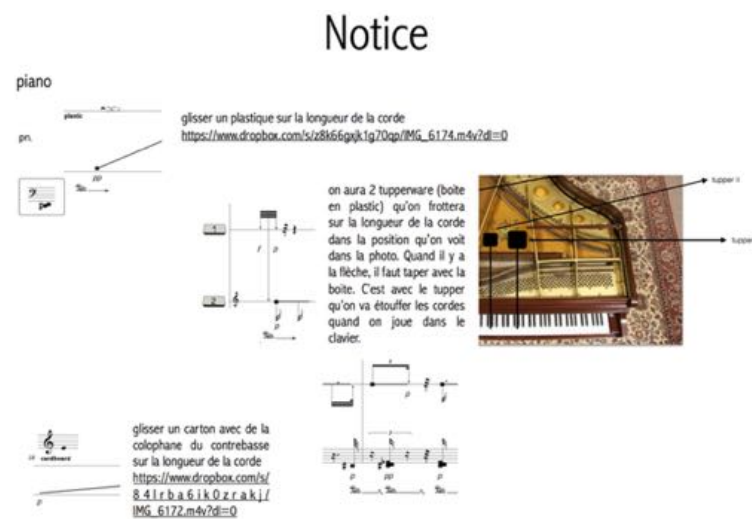 Notice
piano
plastic
glisser un plastique sur la longueur de la corde
https://www.dropbox.com/s/z8k66gxjk1g70qp/IMG_6174.m4v?dl=0
pn.
pp
on aura 2 tupperware (boite
en plastic) qu'on frottera
sur la longueur de la corde
dans la position qu'on voit
dans la photo. Quand il y a
la flèche, il faut taper avec la
boite. C'est avec le tupper
qu'on va étouffer les cordes
quand on joue dans le
clavier.
tupper II
tupper
1
f p
2
p
glisser un carton avec de la
colophane du contrebasse
sur la longueur de la corde
https://www.dropbox.com/s/
84lrba6ik0zrakj/
IMG_6172.m4v?dl=0
cardboard
p
p
p pp p